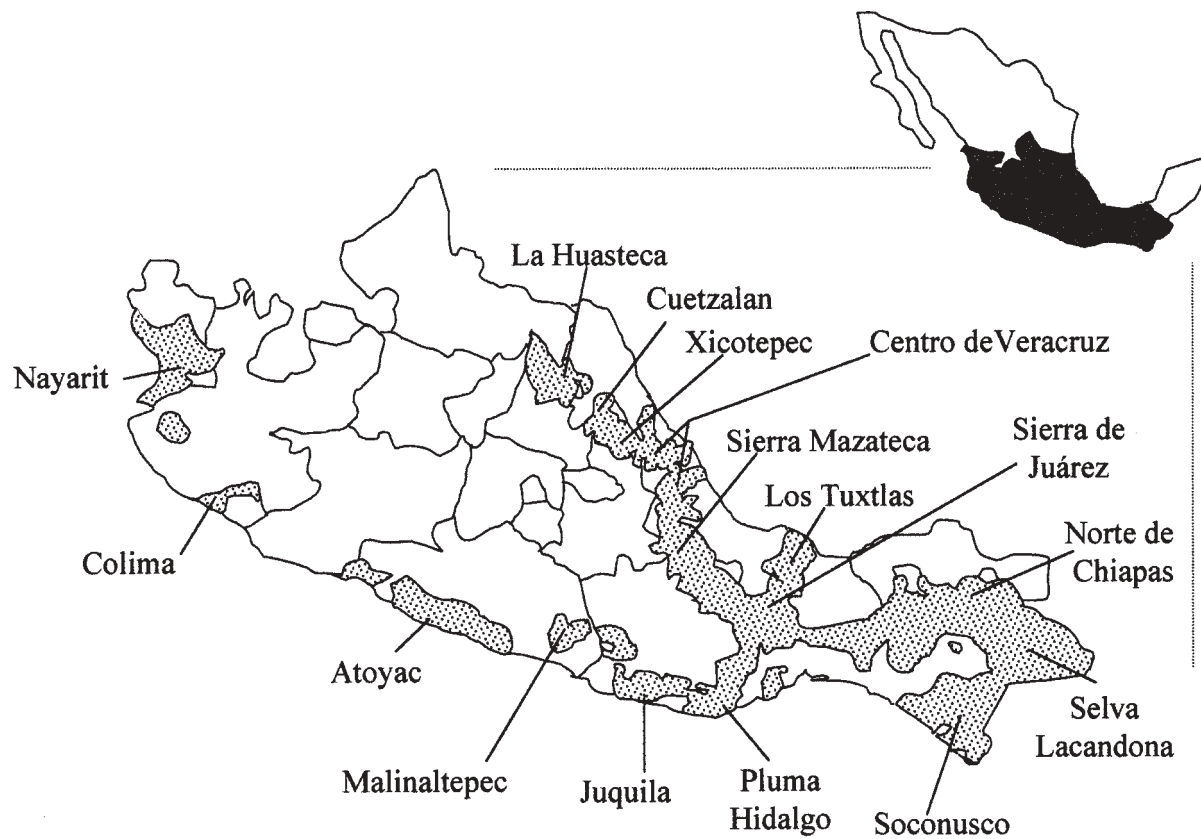 La Huasteca
Cuetzalan
Xicotepec
Centro deVeracruz
Nayarit
Sierra Mazateca
Sierra de
Juárez
Los Tuxtlas
Norte de
Chiapas
Colima
Atoyac
Malinaltepec
Juquila
Pluma
Hidalgo
Selva
Lacandona
Soconusco